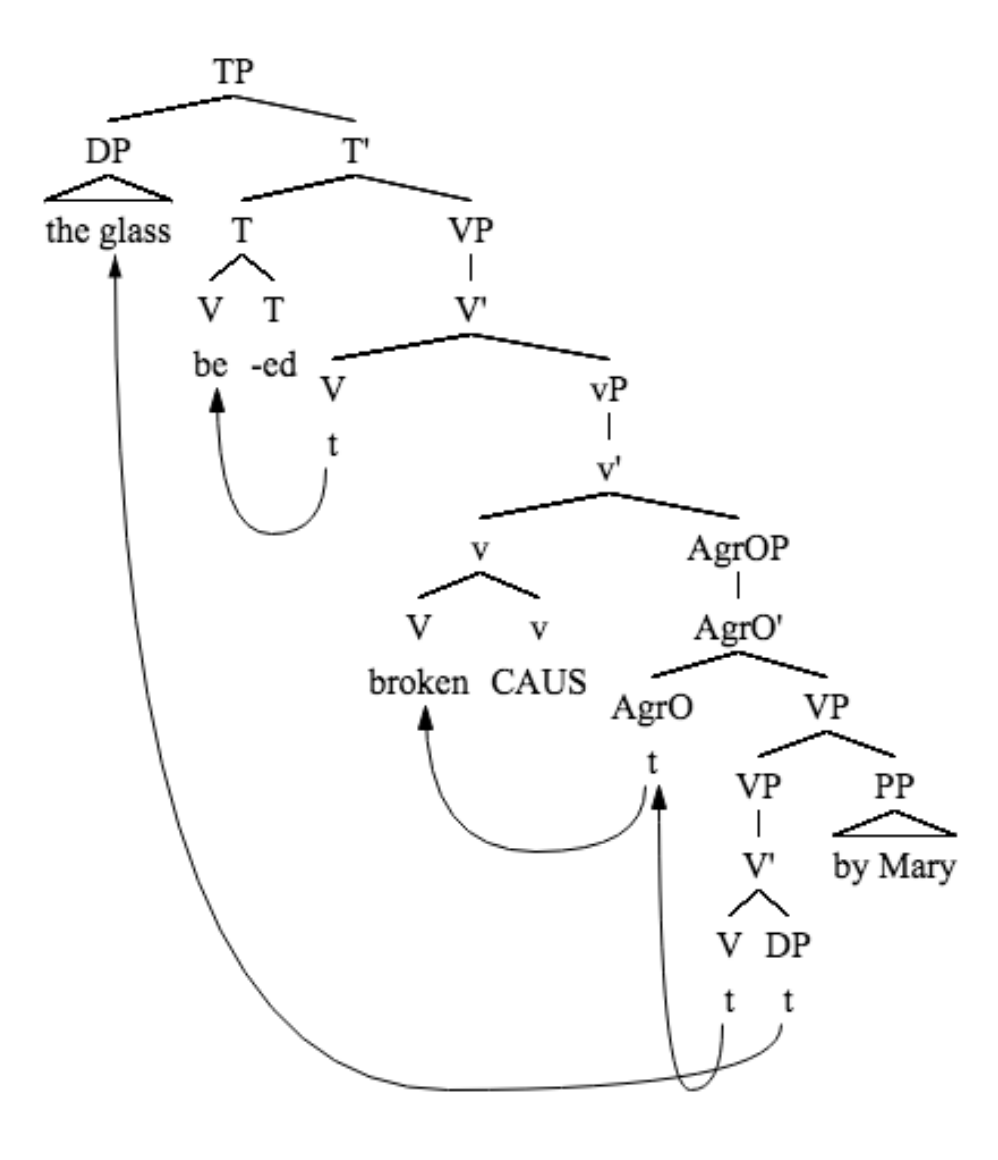 TP
DP T'
the glass T VP
V T V'
be -ed V vP
t v'
v AgrOP
V v AgrO'
broken CAUS AgrO VP
t VP PP
V' by Mary
V DP
t t